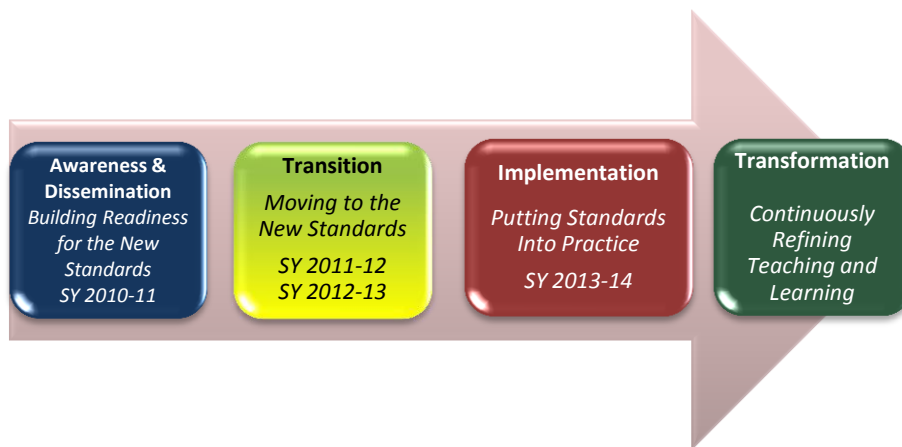 Awareness &
Dissemination
Building Readiness
for the New
Standards
SY 2010-11
Transition
Moving to the
New Standards
SY 2011-12
SY 2012-13
Implementation
Putting Standards
Into Practice
SY 2013-14
Transformation
Continuously
Refining
Teaching and
Learning